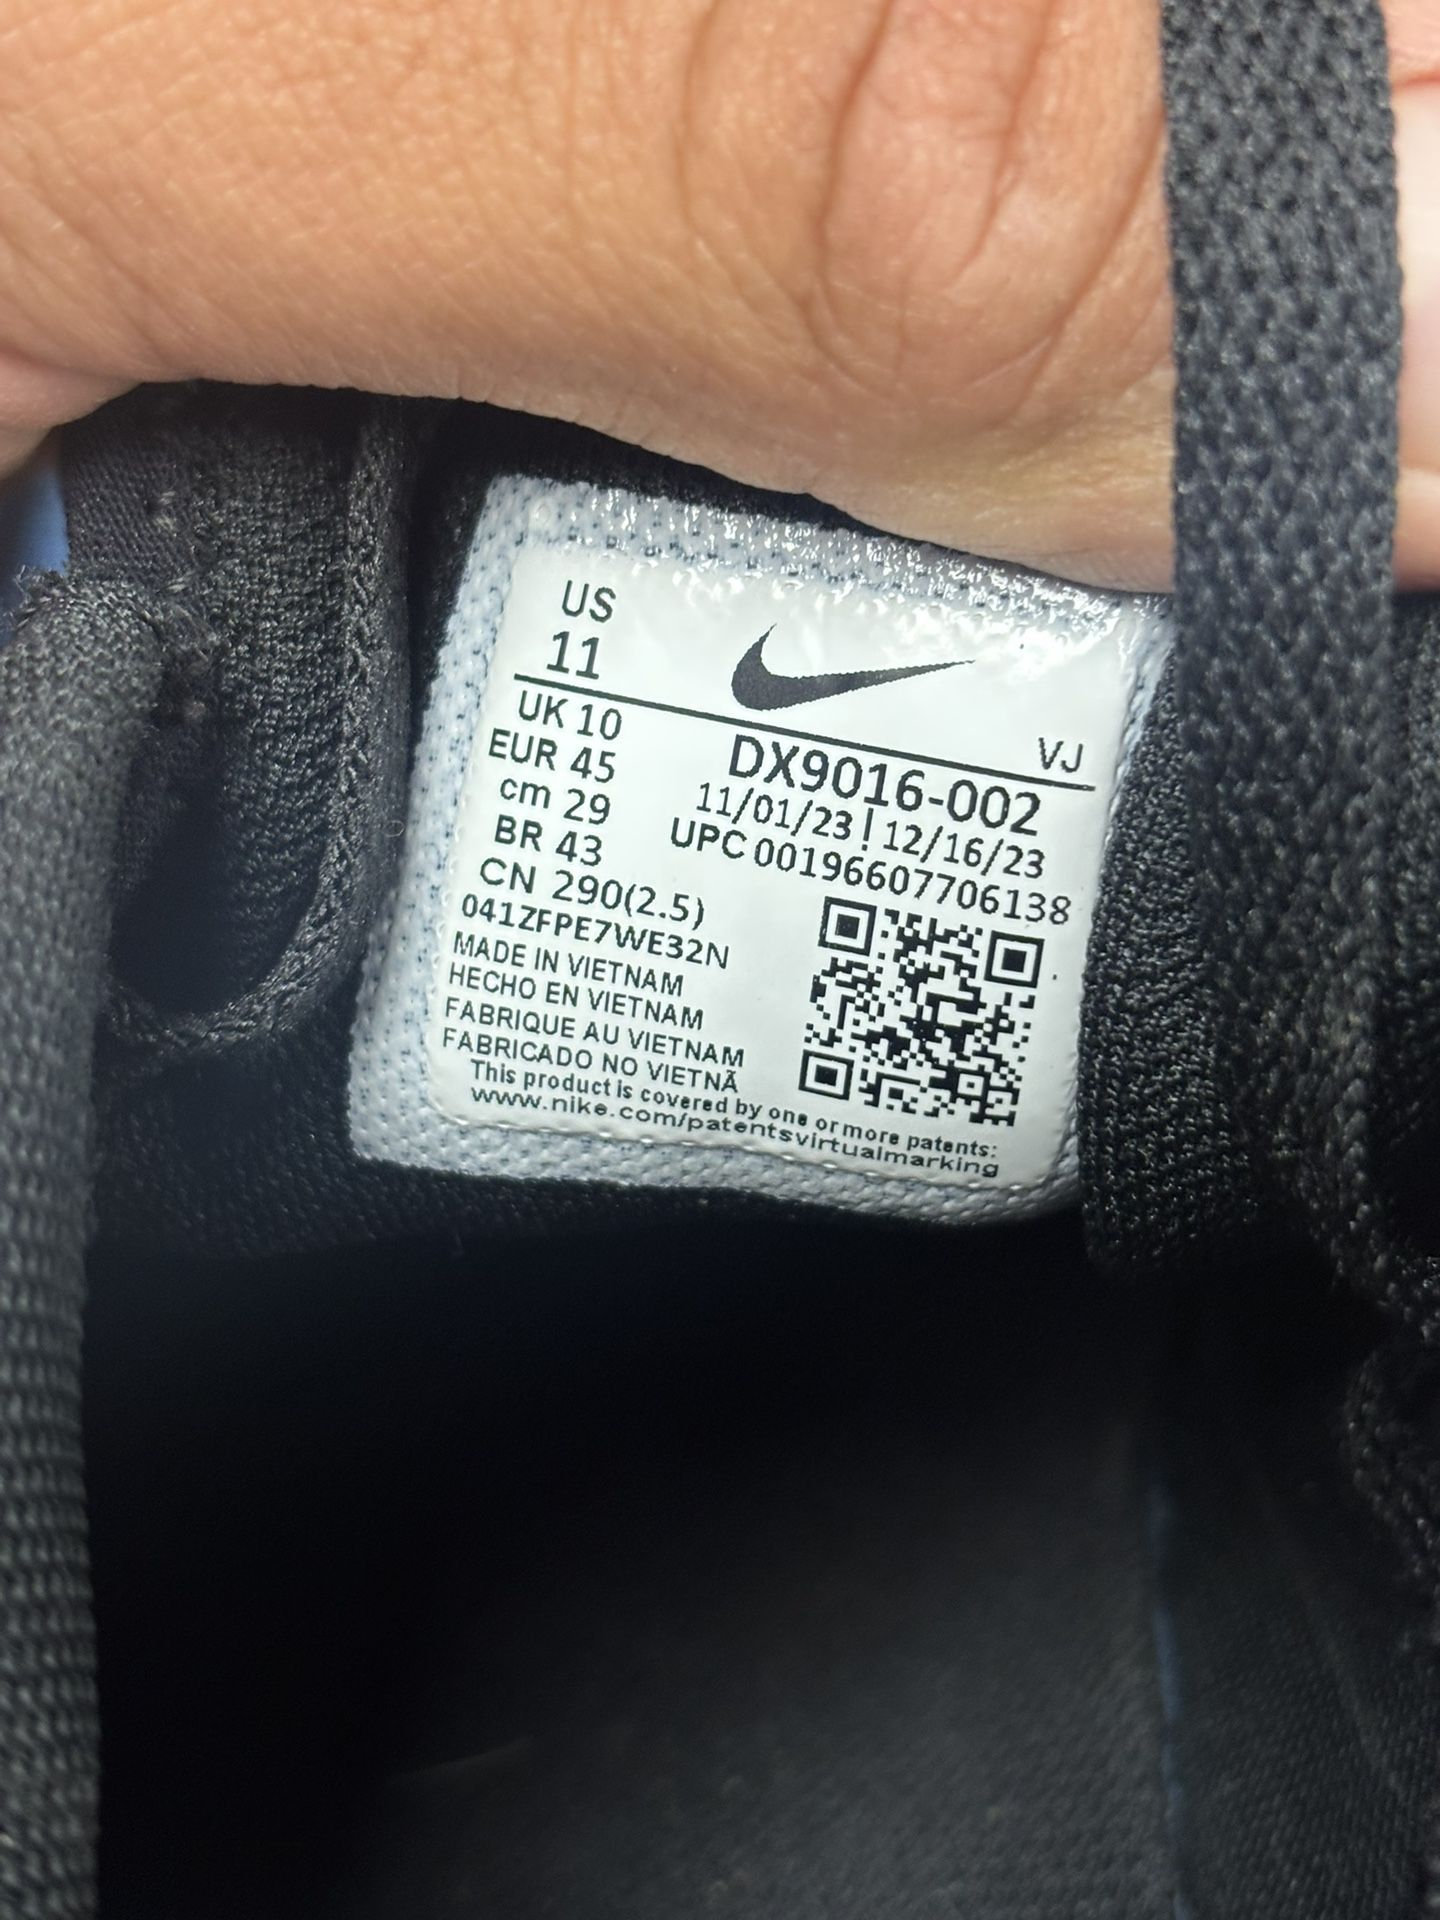 US
11
UK 10
EUR 45
cm 29
BR 43
CN 290(2.5)
041ZFPE7WE32N
MADE IN VIETNAM
HECHO EN VIETNAM
FABRIQUE AU VIETNAM
FABRICADO NO VIETNÃ
This product is covered by one or more patents:
www.nike.com/patentsvirtualmarking
VJ
DX9016-002
11/01/23 | 12/16/23
UPC 00196607706138